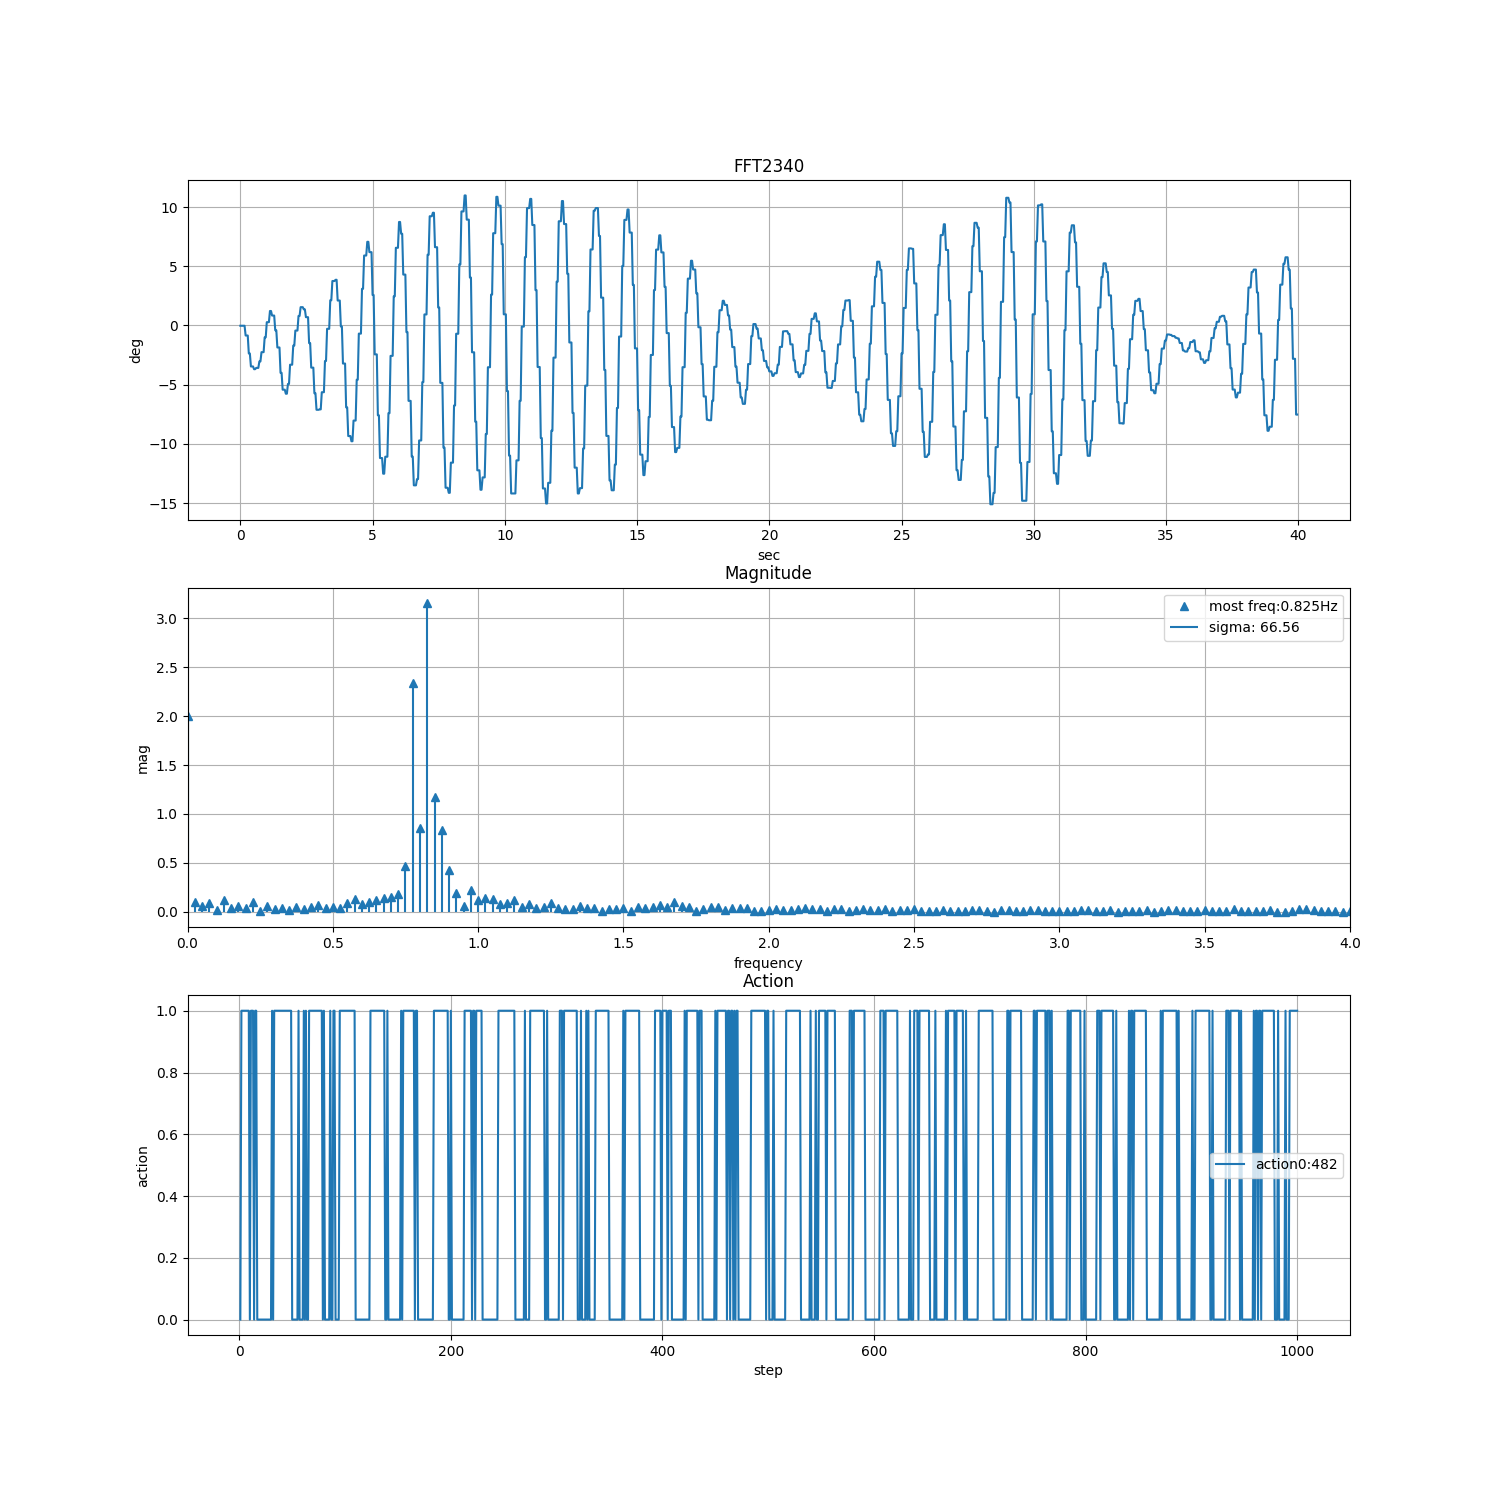 FFT2340
10
5
0
−5
−10
−15
deg
0 5 10 15 20 25 30 35 40
sec
Magnitude
most freq:0.825Hz
sigma: 66.56
3.0
2.5
2.0
1.5
1.0
0.5
0.0
mag
0.0 0.5 1.0 1.5 2.0 2.5 3.0 3.5 4.0
frequency
Action
1.0
0.8
0.6
0.4
0.2
0.0
action
action0:482
0 200 400 600 800 1000
step